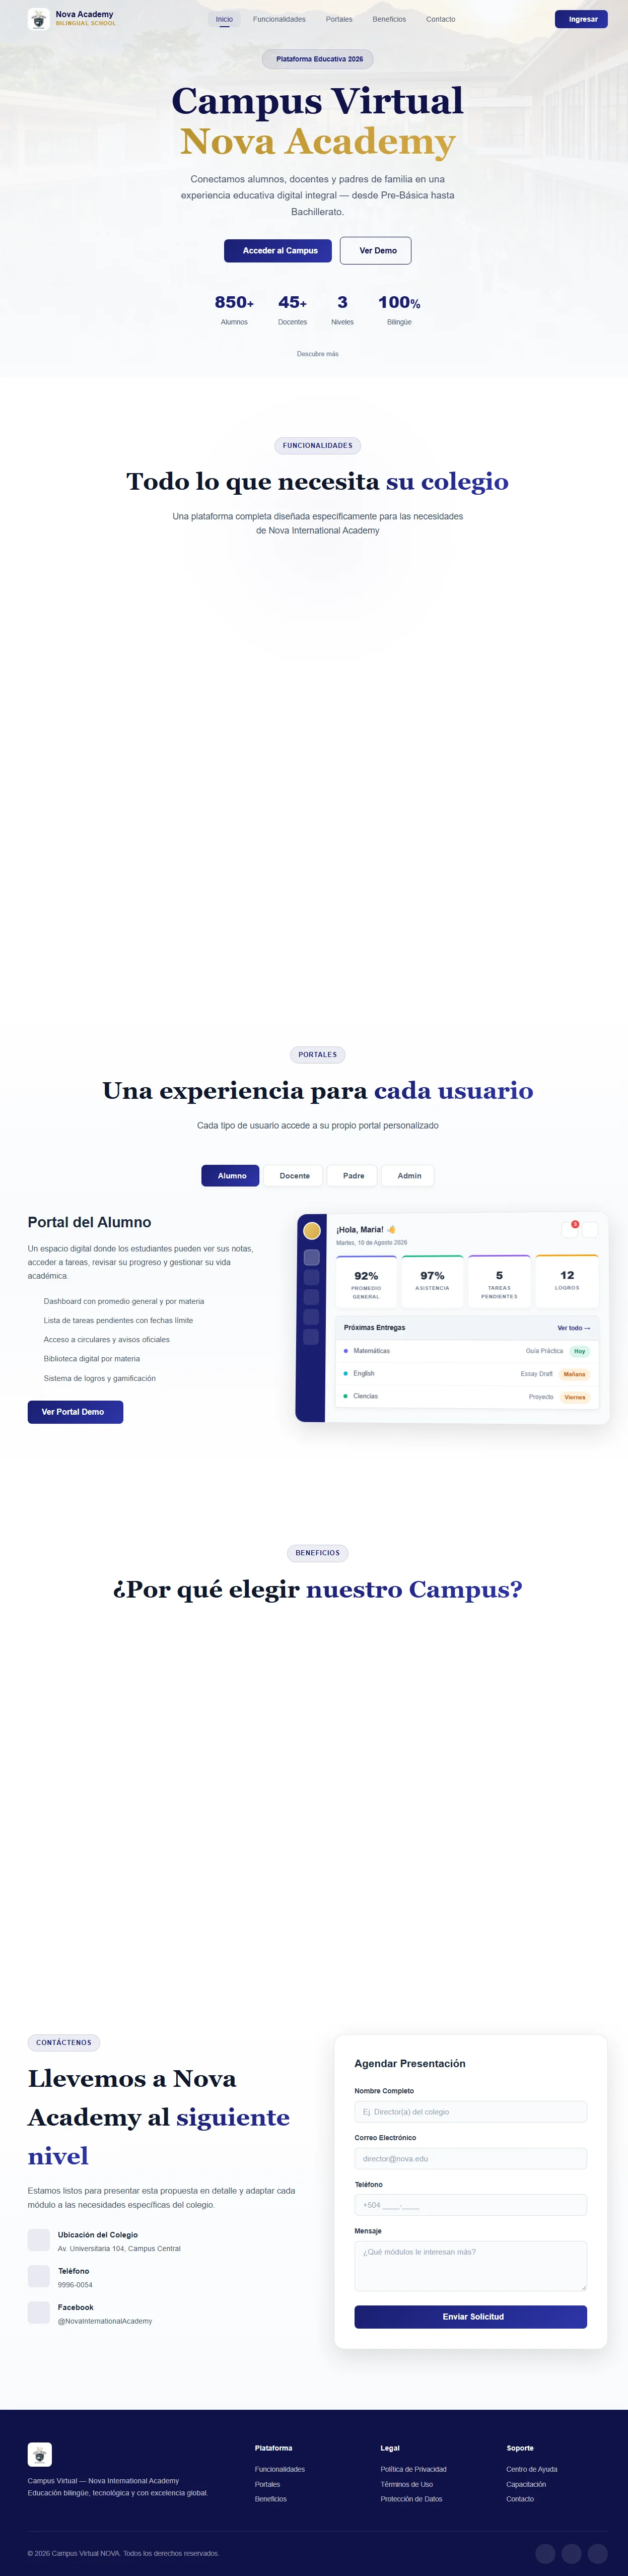 Nova Academy
BILINGUAL SCHOOL
Inicio
Funcionalidades
Portales
Beneficios
Contacto
Ingresar
Plataforma Educativa 2026
Campus Virtual
Nova Academy
Conectamos alumnos, docentes y padres de familia en una
experiencia educativa digital integral — desde Pre-Básica hasta
Bachillerato.
Acceder al Campus
Ver Demo
850+
Alumnos
45+
Docentes
3
Niveles
100%
Bilingüe
Descubre más
FUNCIONALIDADES
Todo lo que necesita su colegio
Una plataforma completa diseñada específicamente para las necesidades
de Nova International Academy
PORTALES
Una experiencia para cada usuario
Cada tipo de usuario accede a su propio portal personalizado
Alumno
Docente
Padre
Admin
Portal del Alumno
Un espacio digital donde los estudiantes pueden ver sus notas,
acceder a tareas, revisar su progreso y gestionar su vida
académica.
Dashboard con promedio general y por materia
Lista de tareas pendientes con fechas límite
Acceso a circulares y avisos oficiales
Biblioteca digital por materia
Sistema de logros y gamificación
Ver Portal Demo
¡Hola, María! 👋
Martes, 10 de Agosto 2026
3
92%
PROMEDIO
GENERAL
97%
ASISTENCIA
5
TAREAS
PENDIENTES
12
LOGROS
Próximas Entregas
Ver todo →
Matemáticas
Guía Práctica
Hoy
English
Essay Draft
Mañana
Ciencias
Proyecto
Viernes
BENEFICIOS
¿Por qué elegir nuestro Campus?
CONTÁCTENOS
Llevemos a Nova
Academy al siguiente
nivel
Estamos listos para presentar esta propuesta en detalle y adaptar cada
módulo a las necesidades específicas del colegio.
Ubicación del Colegio
Av. Universitaria 104, Campus Central
Teléfono
9996-0054
Facebook
@NovaInternationalAcademy
Agendar Presentación
Nombre Completo
Ej. Director(a) del colegio
Correo Electrónico
director@nova.edu
Teléfono
+504 ____-____
Mensaje
¿Qué módulos le interesan más?
Enviar Solicitud
Campus Virtual — Nova International Academy
Educación bilingüe, tecnológica y con excelencia global.
Plataforma
Funcionalidades
Portales
Beneficios
Legal
Política de Privacidad
Términos de Uso
Protección de Datos
Soporte
Centro de Ayuda
Capacitación
Contacto
© 2026 Campus Virtual NOVA. Todos los derechos reservados.